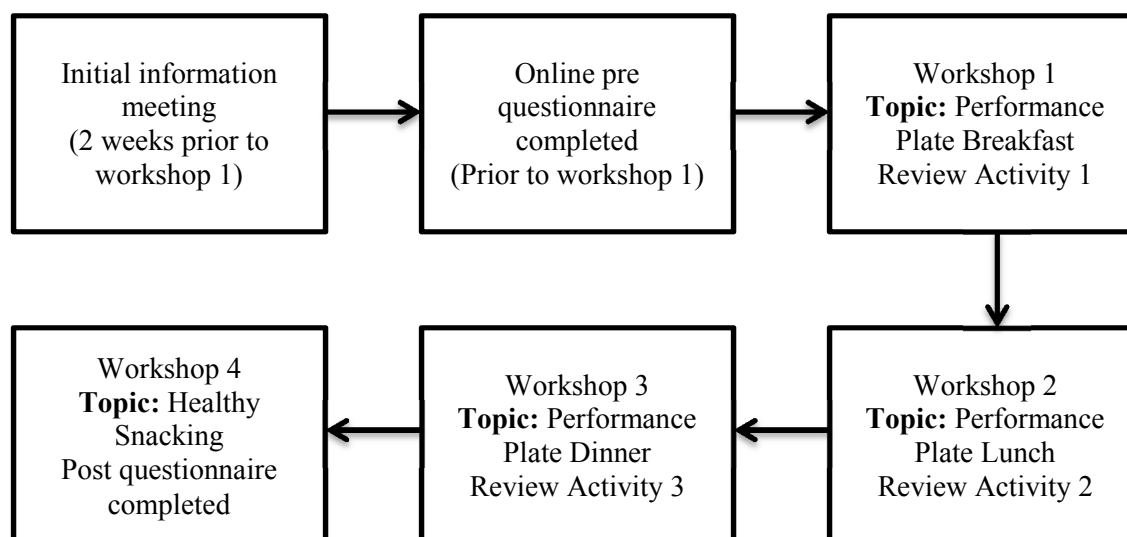 Initial information
meeting
(2 weeks prior to
workshop 1)
Online pre
questionnaire
completed
(Prior to workshop 1)
Workshop 1
Topic: Performance
Plate Breakfast
Review Activity 1
Workshop 2
Topic: Performance
Plate Lunch
Review Activity 2
Workshop 3
Topic: Performance
Plate Dinner
Review Activity 3
Workshop 4
Topic: Healthy
Snacking
Post questionnaire
completed